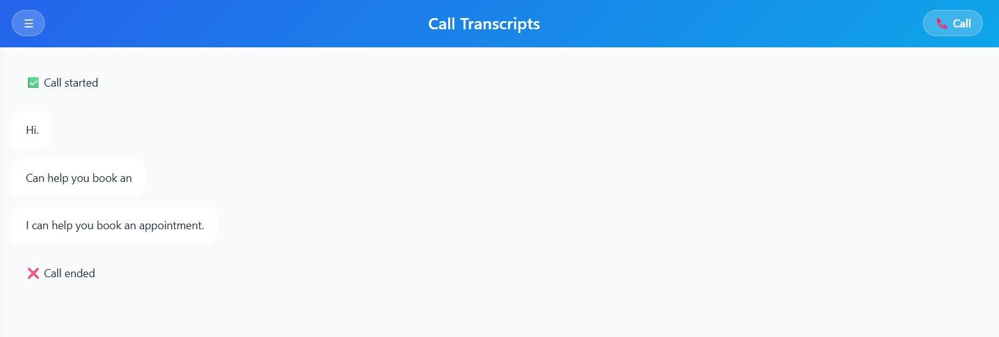 ☰
Call Transcripts
📞 Call
✅ Call started
Hi.
Can help you book an
I can help you book an appointment.
❌ Call ended